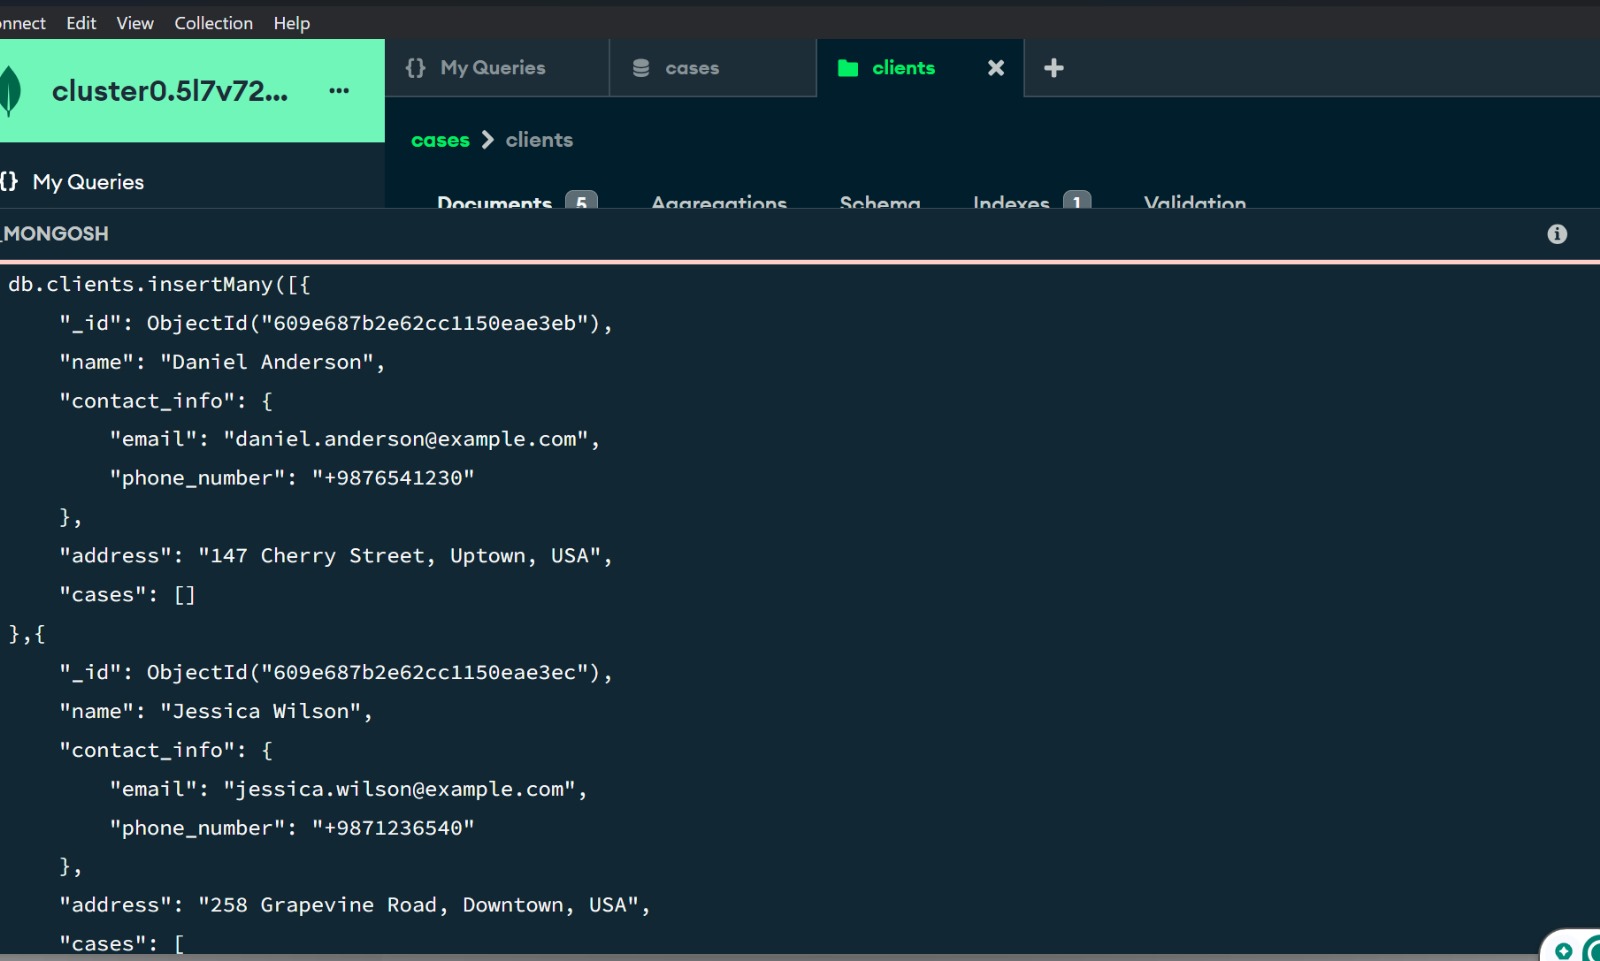 onnect Edit View Collection Help
cluster0.5l7v72... ...
{} My Queries cases clients
cases > clients
{} My Queries
Documents 5 Aggregations Schema Indexes 1 Validation
_MONGOSH
db.clients.insertMany([{
"_id": ObjectId("609e687b2e62cc1150eae3eb"),
"name": "Daniel Anderson",
"contact_info": {
"email": "daniel.anderson@example.com",
"phone_number": "+9876541230"
},
"address": "147 Cherry Street, Uptown, USA",
"cases": []
},{
"_id": ObjectId("609e687b2e62cc1150eae3ec"),
"name": "Jessica Wilson",
"contact_info": {
"email": "jessica.wilson@example.com",
"phone_number": "+9871236540"
},
"address": "258 Grapevine Road, Downtown, USA",
"cases": [